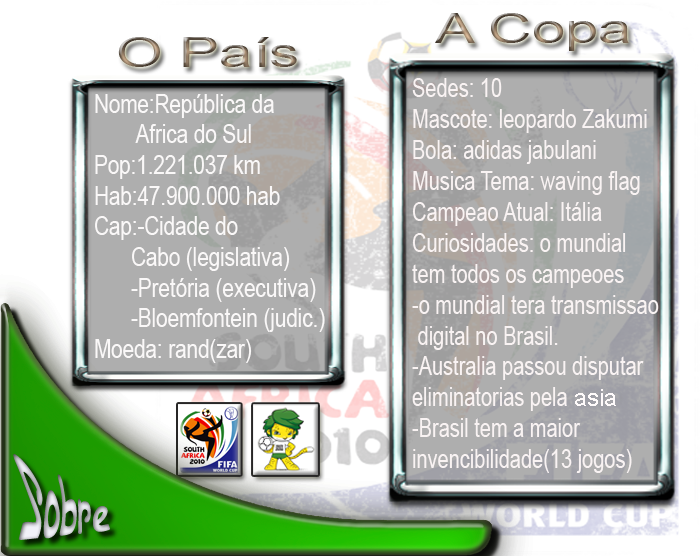 O País
Nome:República da
Africa do Sul
Pop:1.221.037 km
Hab:47.900.000 hab
Cap:-Cidade do
Cabo (legislativa)
-Pretória (executiva)
-Bloemfontein (judic.)
Moeda: rand(zar)
A Copa
Sedes: 10
Mascote: leopardo Zakumi
Bola: adidas jabulani
Musica Tema: waving flag
Campeao Atual: Itália
Curiosidades: o mundial
tem todos os campeoes
-o mundial tera transmissao
digital no Brasil.
-Australia passou disputar
eliminatorias pela asia
-Brasil tem a maior
invencibilidade(13 jogos)
SOUTH AFRICA
2010
FIFA
WORLD CUP
SOUTH AFRICA
2010
FIFA
WORLD CUP
Sobre